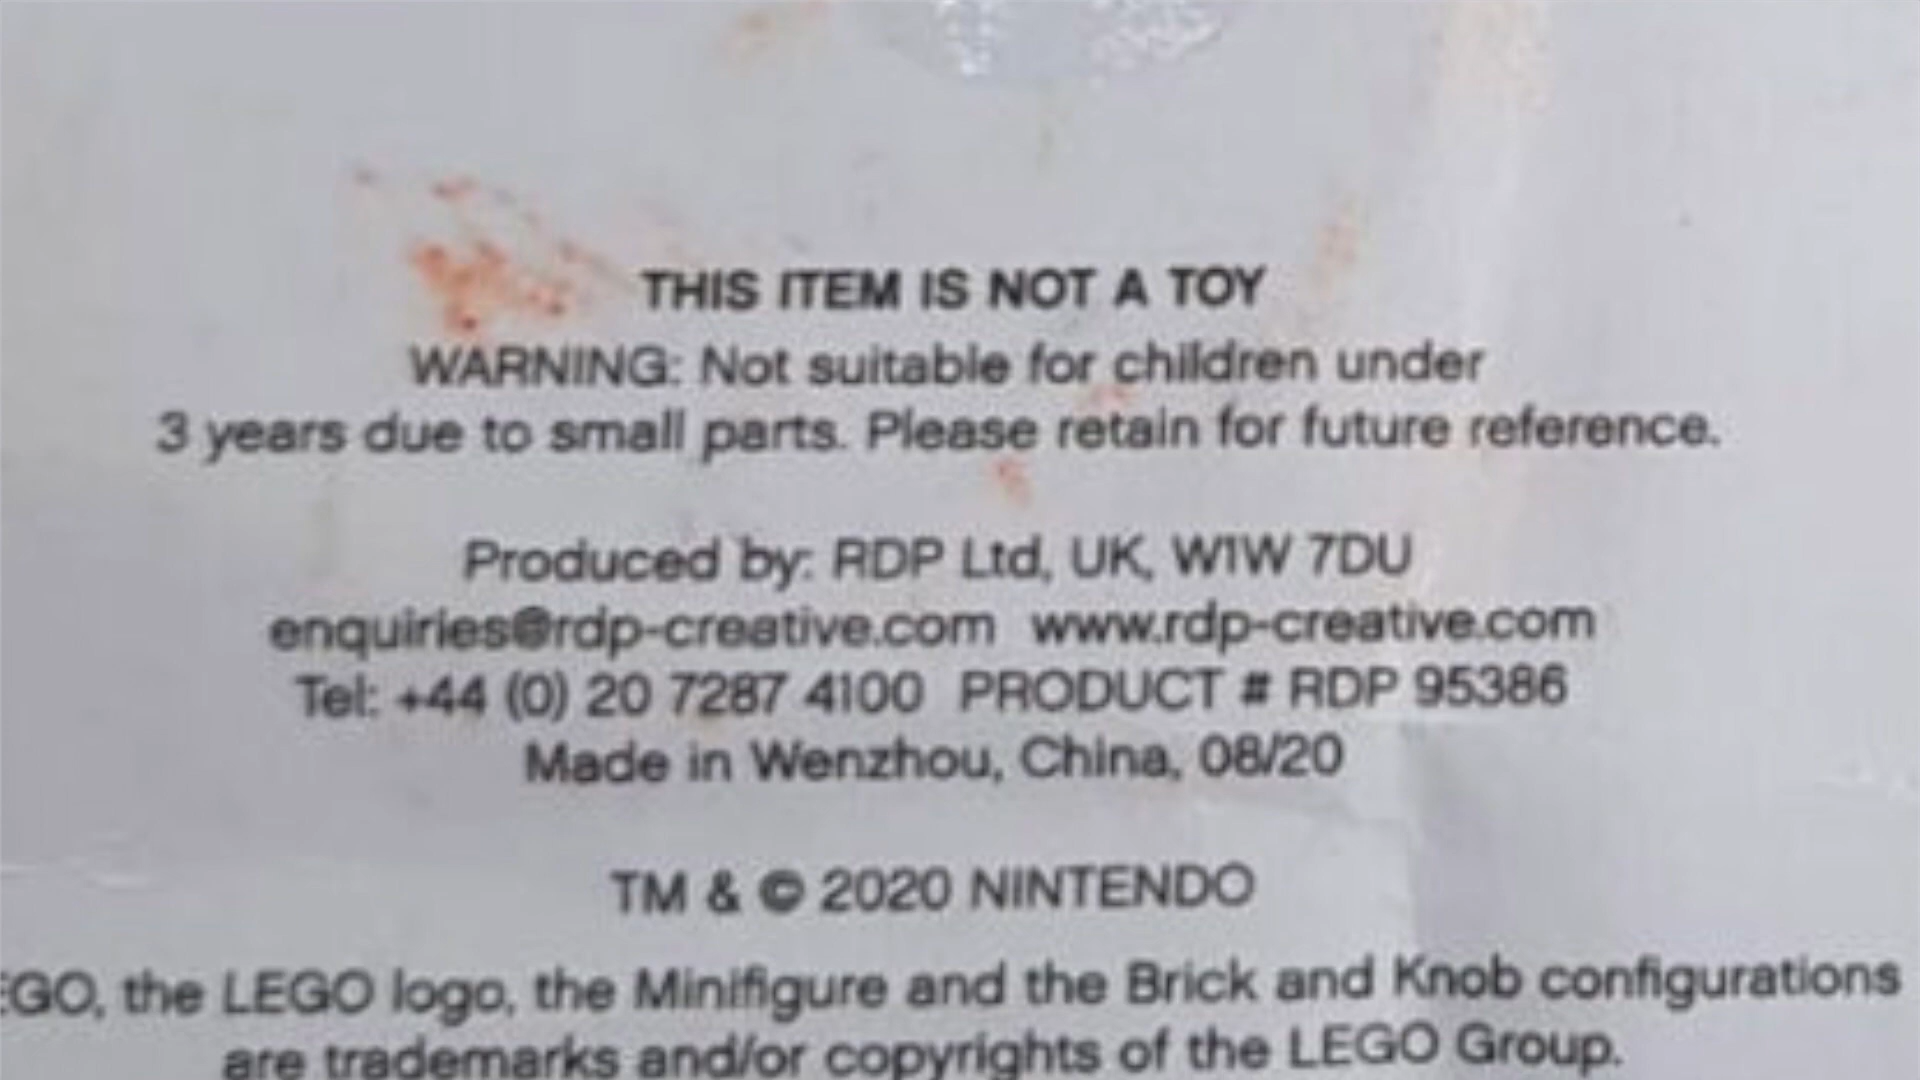 THIS ITEM IS NOT A TOY
WARNING: Not suitable for children under
3 years due to small parts. Please retain for future reference.
Produced by: RDP Ltd, UK, W1W 7DU
enquiries@rdp-creative.com www.rdp-creative.com
Tel: +44 (0) 20 7287 4100 PRODUCT # RDP 95386
Made in Wenzhou, China, 08/20
TM & © 2020 NINTENDO
EGO, the LEGO logo, the Minifigure and the Brick and Knob configurations
are trademarks and/or copyrights of the LEGO Group.